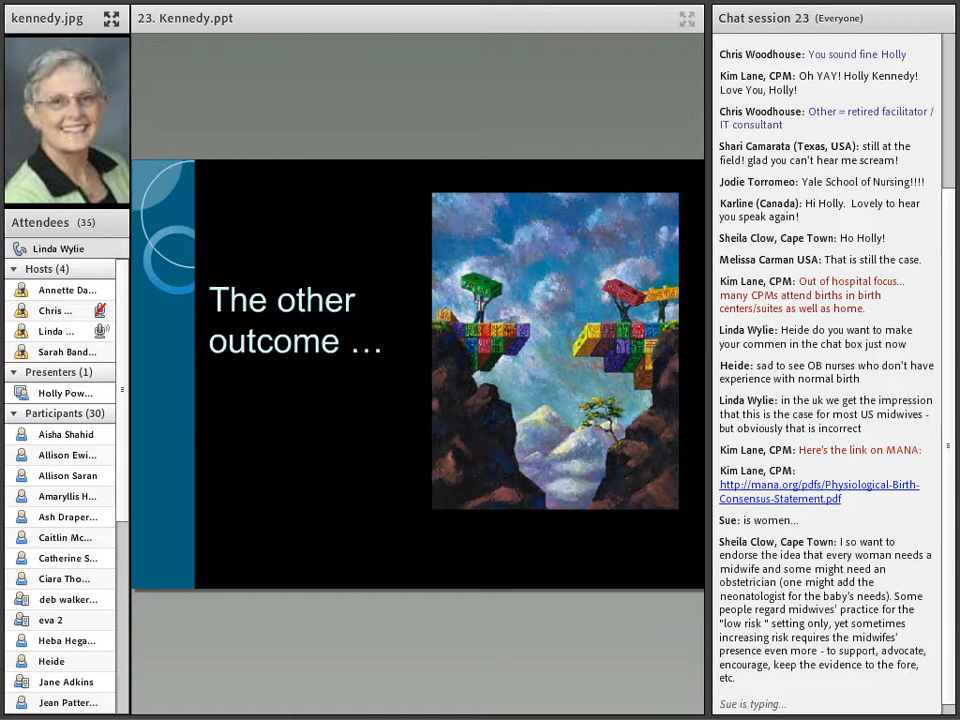 kennedy.jpg
Attendees (35)
Linda Wylie
Hosts (4)
Annette Da...
Chris ...
Linda ...
Sarah Band...
Presenters (1)
Holly Pow...
Participants (30)
Aisha Shahid
Allison Ewi...
Allison Saran
Amaryllis H...
Ash Draper...
Caitlin Mc...
Catherine S...
Ciara Tho...
deb walker...
eva 2
Heba Hega...
Heide
Jane Adkins
Jean Patter...
23. Kennedy.ppt
The other
outcome ...
Chat session 23 (Everyone)
Chris Woodhouse: You sound fine Holly
Kim Lane, CPM: Oh YAY! Holly Kennedy!
Love You, Holly!
Chris Woodhouse: Other = retired facilitator /
IT consultant
Shari Camarata (Texas, USA): still at the
field! glad you can't hear me scream!
Jodie Torromeo: Yale School of Nursing!!!!
Karline (Canada): Hi Holly. Lovely to hear
you speak again!
Sheila Clow, Cape Town: Ho Holly!
Melissa Carman USA: That is still the case.
Kim Lane, CPM: Out of hospital focus...
many CPMs attend births in birth
centers/suites as well as home.
Linda Wylie: Heide do you want to make
your commen in the chat box just now
Heide: sad to see OB nurses who don't have
experience with normal birth
Linda Wylie: in the uk we get the impression
that this is the case for most US midwives -
but obviously that is incorrect
Kim Lane, CPM: Here's the link on MANA:
Kim Lane, CPM:
http://mana.org/pdfs/Physiological-Birth-
Consensus-Statement.pdf
Sue: is women...
Sheila Clow, Cape Town: I so want to
endorse the idea that every woman needs a
midwife and some might need an
obstetrician (one might add the
neonatologist for the baby's needs). Some
people regard midwives' practice for the
"low risk " setting only, yet sometimes
increasing risk requires the midwifes'
presence even more - to support, advocate,
encourage, keep the evidence to the fore,
etc.
Sue is typing...